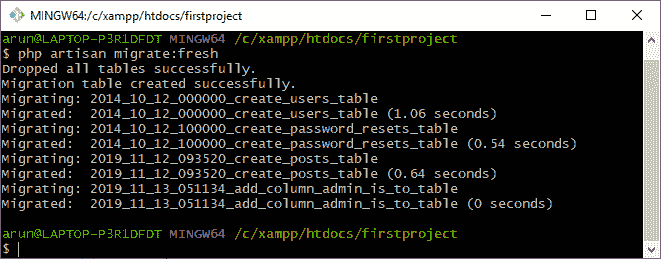 MINGW64:/c/xampp/htdocs/firstproject
arun@LAPTOP-P3R1DFDT MINGW64 /c/xampp/htdocs/firstproject
$ php artisan migrate:fresh
Dropped all tables successfully.
Migration table created successfully.
Migrating: 2014_10_12_000000_create_users_table
Migrated:  2014_10_12_000000_create_users_table (1.06 seconds)
Migrating: 2014_10_12_100000_create_password_resets_table
Migrated:  2014_10_12_100000_create_password_resets_table (0.54 seconds)
Migrating: 2019_11_12_093520_create_posts_table
Migrated:  2019_11_12_093520_create_posts_table (0.64 seconds)
Migrating: 2019_11_13_051134_add_column_admin_is_to_table
Migrated:  2019_11_13_051134_add_column_admin_is_to_table (0 seconds)
arun@LAPTOP-P3R1DFDT MINGW64 /c/xampp/htdocs/firstproject
$